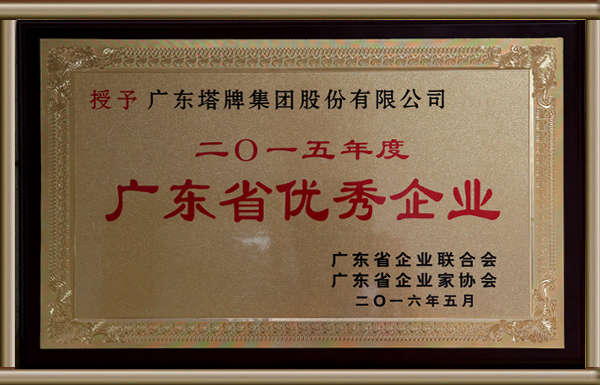 授予 广东塔牌集团股份有限公司
二〇一五年度
广东省优秀企业
广东省企业联合会
广东省企业家协会
二〇一六年五月